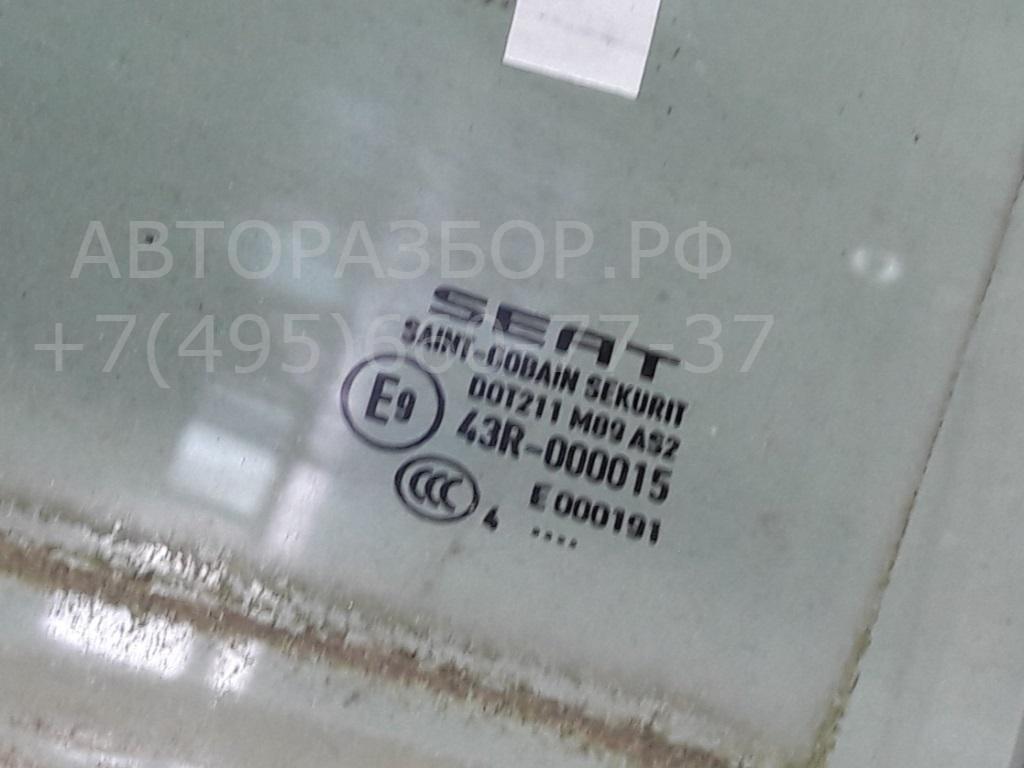 АВТОРАЗБОР.РФ
SEAT
SAINT-GOBAIN SEKURIT
DOT211 M09 AS2
E9 43R-000015
CCC E 000191
4 ....